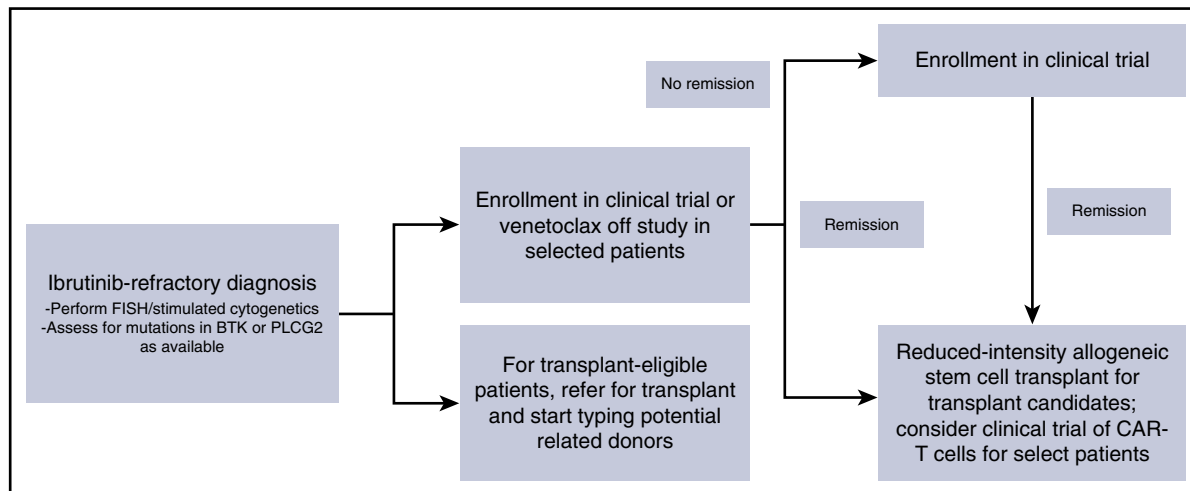 Ibrutinib-refractory diagnosis
-Perform FISH/stimulated cytogenetics
-Assess for mutations in BTK or PLCG2
as available
Enrollment in clinical trial or
venetoclax off study in
selected patients
For transplant-eligible
patients, refer for transplant
and start typing potential
related donors
No remission
Remission
Enrollment in clinical trial
Remission
Reduced-intensity allogeneic
stem cell transplant for
transplant candidates;
consider clinical trial of CAR-
T cells for select patients